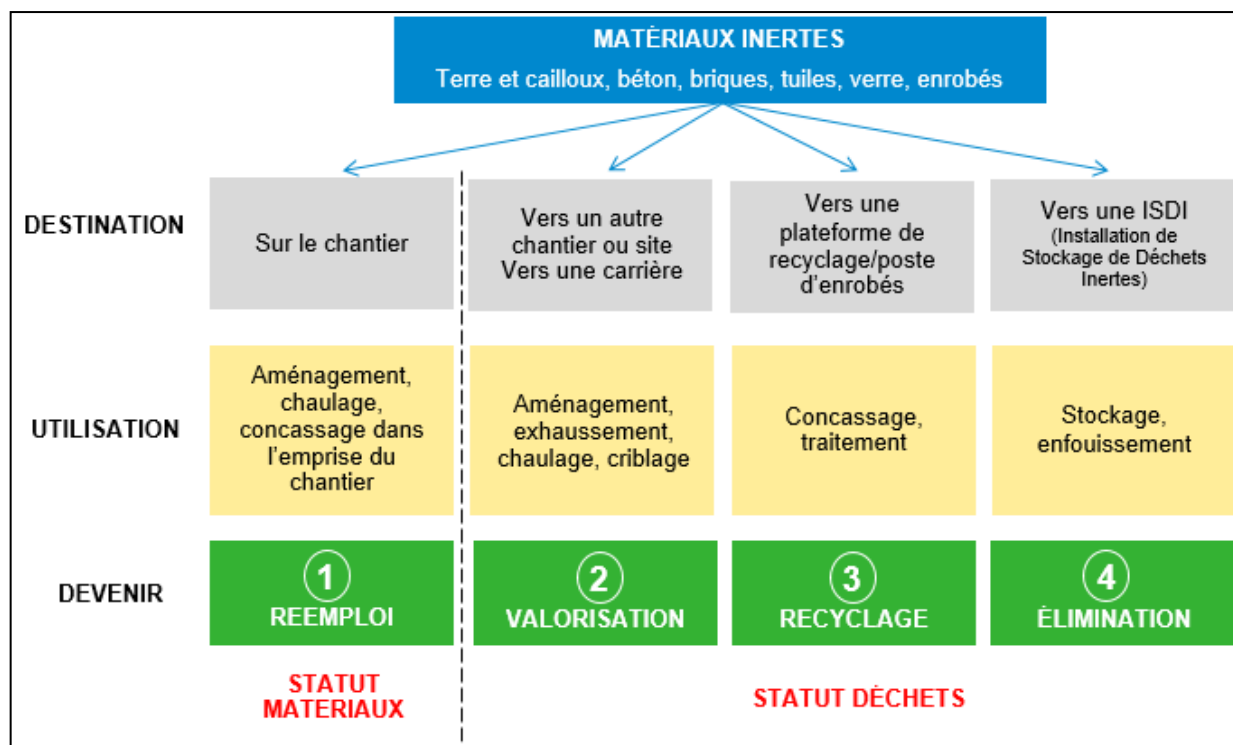 MATÉRIAUX INERTES
Terre et cailloux, béton, briques, tuiles, verre, enrobés
DESTINATION
Sur le chantier
Vers un autre
chantier ou site
Vers une carrière
Vers une
plateforme de
recyclage/poste
d'enrobés
Vers une ISDI
(Installation de
Stockage de Déchets
Inertes)
UTILISATION
Aménagement,
chaulage,
concassage dans
l'emprise du
chantier
Aménagement,
exhaussement,
chaulage, criblage
Concassage,
traitement
Stockage,
enfouissement
DEVENIR
1
REEMPLOI
2
VALORISATION
3
RECYCLAGE
4
ÉLIMINATION
STATUT
MATERIAUX
STATUT DÉCHETS